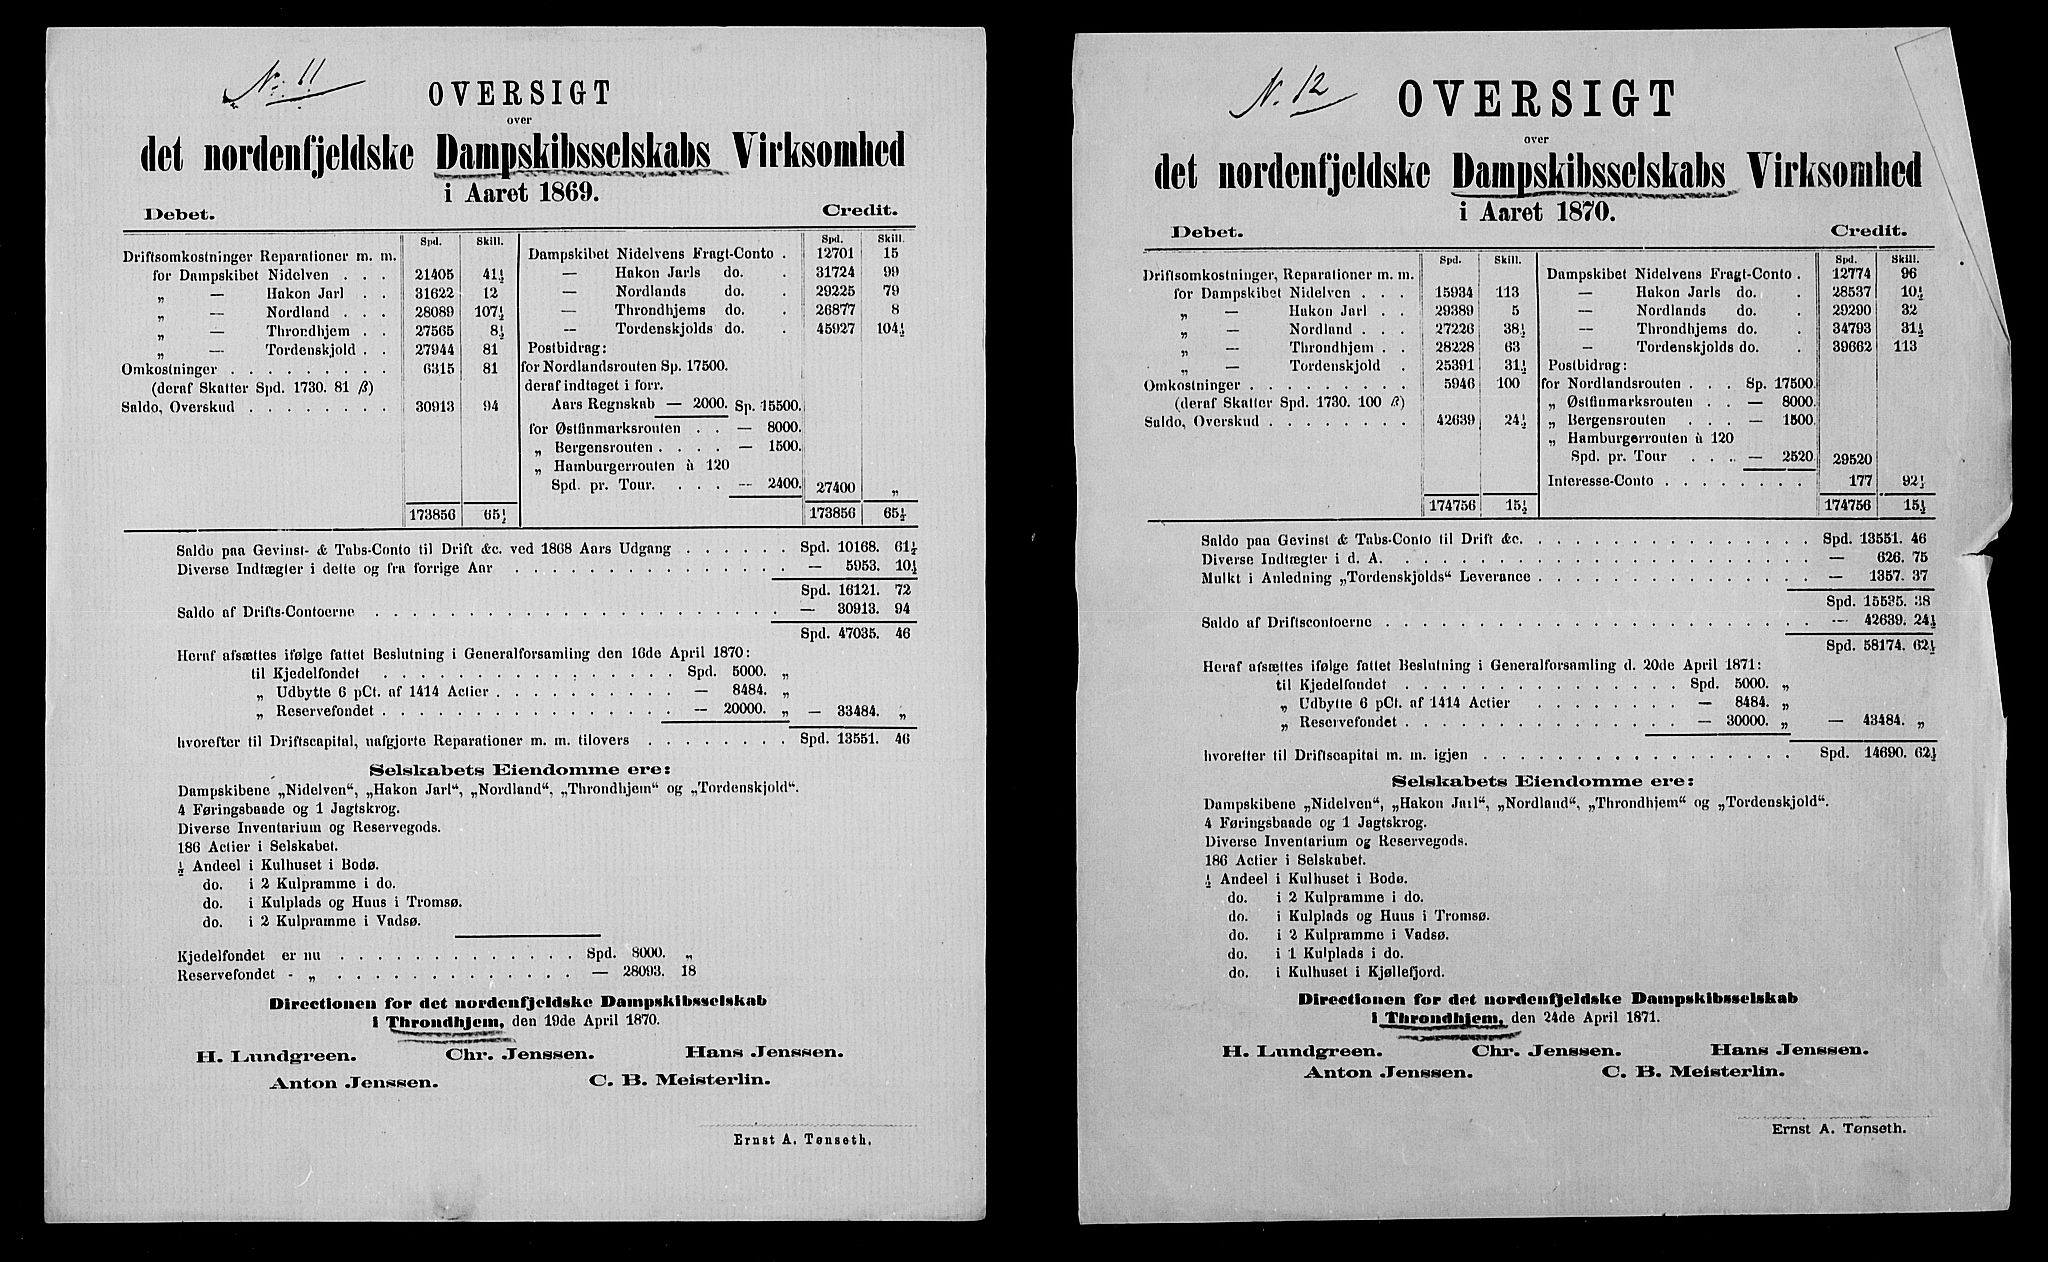 No. 11
OVERSIGT
over
det nordenfjeldske Dampskibsselskabs Virksomhed
i Aaret 1869.
Debet. Credit.
Spd. Skill. Spd. Skill.
Driftsomkostninger Reparationer m. m. Dampskibet Nidelvens Fragt-Conto . 12701 15
for Dampskibet Nidelven . . . 21405 41½ — Hakon Jarls do. . 31724 99
„ — Hakon Jarl . . 31622 12 — Nordlands do. . 29225 79
„ — Nordland . . . 28089 107½ — Throndhjems do. . 26877 8
„ — Throndhjem . . 27565 8½ — Tordenskjolds do. . 45927 104½
„ — Tordenskjold . . 27944 81 Postbidrag:
Omkostninger . . . . . . . . . 6315 81 for Nordlandsrouten Sp. 17500.
(deraf Skatter Spd. 1730. 81 ß) deraf indtaget i forr.
Saldo, Overskud . . . . . . . . 30913 94 Aars Regnskab — 2000. Sp. 15500.
for Østfinmarksrouten . . — 8000.
„ Bergensrouten . . . . — 1500.
„ Hamburgerrouten à 120
Spd. pr. Tour. . . . — 2400. 27400 „
173856 65½ 173856 65½
Saldo paa Gevinst- & Tabs-Conto til Drift &c. ved 1868 Aars Udgang . . . . . . Spd. 10168. 61½
Diverse Indtægter i dette og fra forrige Aar . . . . . . . . . . . . . . — 5953. 10½
Spd. 16121. 72
Saldo af Drifts-Contoerne . . . . . . . . . . . . . . . . . . . . . — 30913. 94
Spd. 47035. 46
Heraf afsættes ifølge fattet Beslutning i Generalforsamling den 16de April 1870:
til Kjedelfondet . . . . . . . . . . . . . . . . Spd. 5000. „
„ Udbytte 6 pCt. af 1414 Actier . . . . . . . . . . — 8484. „
„ Reservefondet . . . . . . . . . . . . . . . . — 20000. „ — 33484. „
hvorefter til Driftscapital, uafgjorte Reparationer m. m. tilovers . . . . . . . . Spd. 13551. 46
Selskabets Eiendomme ere:
Dampskibene „Nidelven“, „Hakon Jarl“, „Nordland“, „Throndhjem“ og „Tordenskjold“.
4 Føringsbaade og 1 Jagtskrog.
Diverse Inventarium og Reservegods.
186 Actier i Selskabet.
½ Andeel i Kulhuset i Bodø.
do. i 2 Kulpramme i do.
do. i Kulplads og Huus i Tromsø.
do. i 2 Kulpramme i Vadsø.
Kjedelfondet er nu . . . . . . . . . . . . . . Spd. 8000. „
Reservefondet - „ . . . . . . . . . . . . . . — 28093. 18
Directionen for det nordenfjeldske Dampskibsselskab
i Throndhjem, den 19de April 1870.
H. Lundgreen. Chr. Jenssen. Hans Jenssen.
Anton Jenssen. C. B. Meisterlin.
Ernst A. Tønseth.
N. 12
OVERSIGT
over
det nordenfjeldske Dampskibsselskabs Virksomhed
i Aaret 1870.
Debet. Credit.
Spd. Skill. Spd. Skill.
Driftsomkostninger, Reparationer m. m. Dampskibet Nidelvens Fragt-Conto . 12774 96
for Dampskibet Nidelven . . . 15934 113 — Hakon Jarls do. . 28537 10½
„ — Hakon Jarl . . 29389 5 — Nordlands do. . 29290 32
„ — Nordland . . . 27226 38½ — Throndhjems do. . 34793 31½
„ — Throndhjem . . 28228 63 — Tordenskjolds do. . 39662 113
„ — Tordenskjold . 25391 31½ Postbidrag:
Omkostninger . . . . . . . . . 5946 100 for Nordlandsrouten . . . Sp. 17500.
(deraf Skatter Spd. 1730. 100 ß) „ Østfinmarksrouten . . — 8000.
Saldo, Overskud . . . . . . . . 42639 24½ „ Bergensrouten . . . — 1500.
„ Hamburgerrouten à 120
Spd. pr. Tour . . . — 2520. 29520
Interesse-Conto . . . . . . . . 177 92½
174756 15½ 174756 15½
Saldo paa Gevinst & Tabs-Conto til Drift &c. . . . . . . . . . . . . . . Spd. 13551. 46
Diverse Indtægter i d. A. . . . . . . . . . . . . . . . . . . . . — 626. 75
Mulkt i Anledning „Tordenskjolds“ Leverance . . . . . . . . . . . . . . — 1357. 37
Spd. 15535. 38
Saldo af Driftscontoerne . . . . . . . . . . . . . . . . . . . . . — 42639. 24½
Spd. 58174. 62½
Heraf afsættes ifølge fattet Beslutning i Generalforsamling d. 20de April 1871:
til Kjedelfondet . . . . . . . . . . . . . . . Spd. 5000. „
„ Udbytte 6 pCt. af 1414 Actier . . . . . . . . — 8484. „
„ Reservefondet . . . . . . . . . . . . . . . — 30000. „ — 43484. „
hvorefter til Driftscapital m. m. igjen . . . . . . . . . . . . . . . . Spd. 14690. 62½
Selskabets Eiendomme ere:
Dampskibene „Nidelven“, „Hakon Jarl“, „Nordland“, „Throndhjem“ og „Tordenskjold“.
4 Føringsbaade og 1 Jagtskrog.
Diverse Inventarium og Reservegods.
186 Actier i Selskabet.
½ Andeel i Kulhuset i Bodø.
do. i 2 Kulpramme i do.
do. i Kulplads og Huus i Tromsø.
do. i 2 Kulpramme i Vadsø.
do. i 1 Kulplads i do.
do. i Kulhuset i Kjøllefjord.
Directionen for det nordenfjeldske Dampskibsselskab
i Throndhjem, den 24de April 1871.
H. Lundgreen. Chr. Jenssen. Hans Jenssen.
Anton Jenssen. C. B. Meisterlin.
Ernst A. Tønseth.